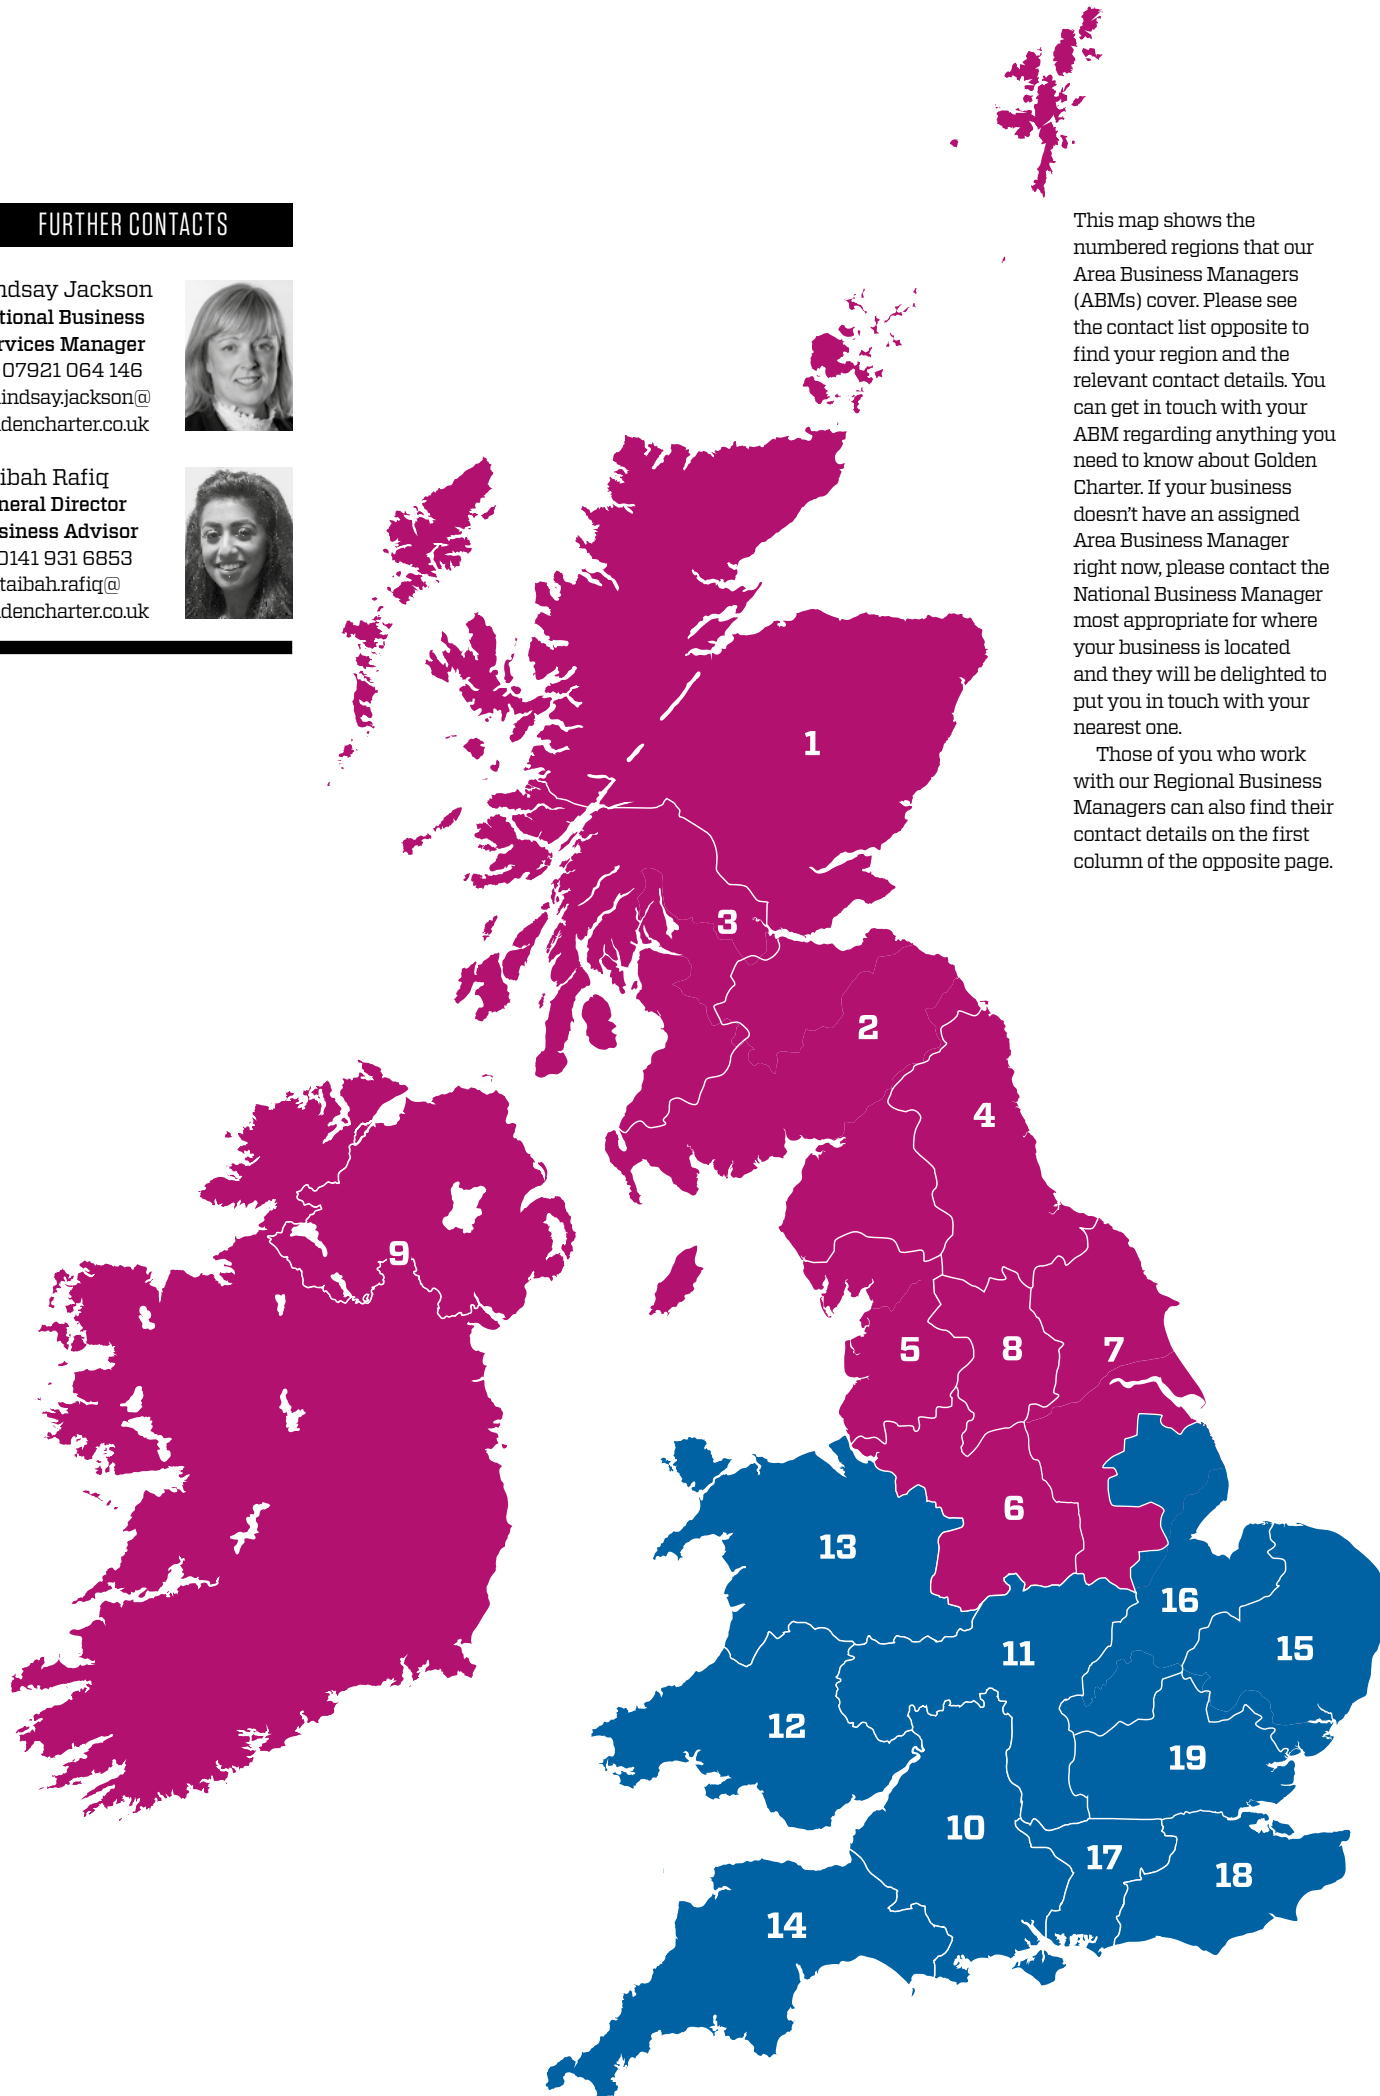 FURTHER CONTACTS
ndsay Jackson
tional Business
rvices Manager
07921 064 146
lindsay.jackson@
dencharter.co.uk
ibah Rafiq
neral Director
siness Advisor
0141 931 6853
taibah.rafiq@
dencharter.co.uk
This map shows the
numbered regions that our
Area Business Managers
(ABMs) cover. Please see
the contact list opposite to
find your region and the
relevant contact details. You
can get in touch with your
ABM regarding anything you
need to know about Golden
Charter. If your business
doesn't have an assigned
Area Business Manager
right now, please contact the
National Business Manager
most appropriate for where
your business is located
and they will be delighted to
put you in touch with your
nearest one.
Those of you who work
with our Regional Business
Managers can also find their
contact details on the first
column of the opposite page.
1
3
2
4
9
5
8
7
6
13
16
15
11
12
19
10
17
18
14